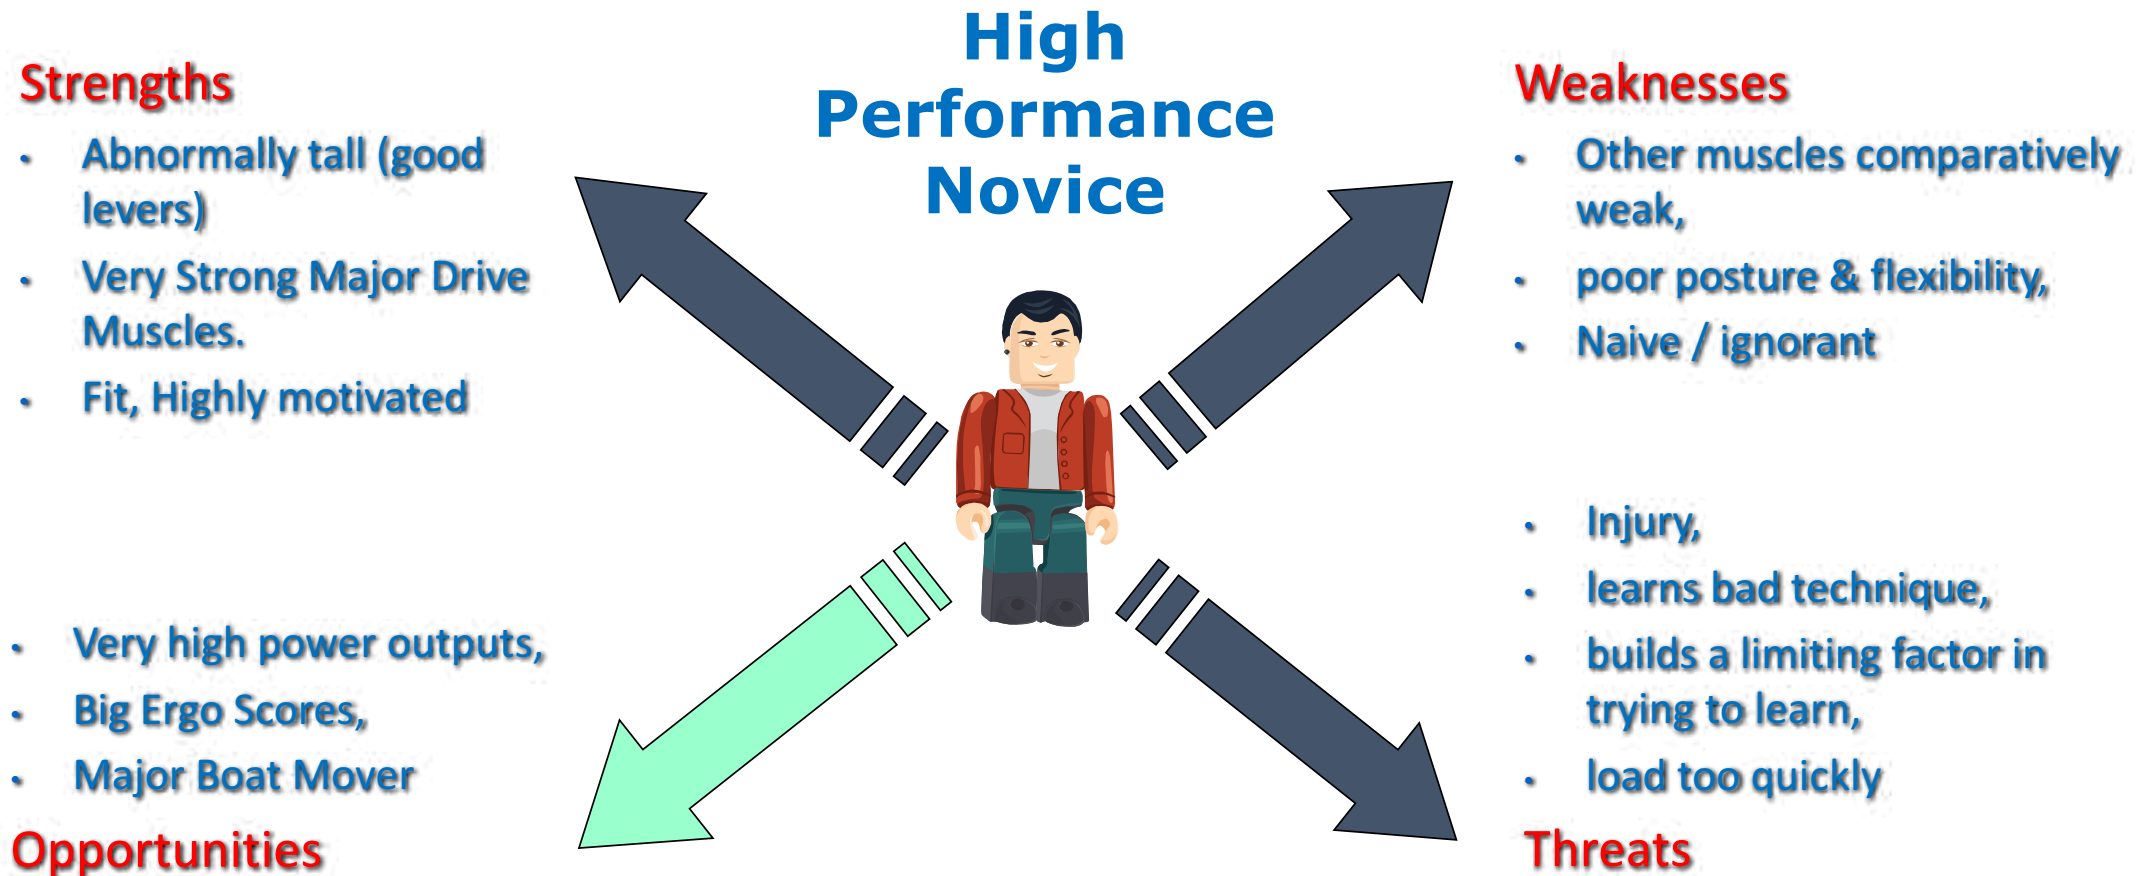 High
Performance
Novice
Strengths
• Abnormally tall (good
levers)
• Very Strong Major Drive
Muscles.
• Fit, Highly motivated
Weaknesses
• Other muscles comparatively
weak,
• poor posture & flexibility,
• Naive / ignorant
• Very high power outputs,
• Big Ergo Scores,
• Major Boat Mover
Opportunities
• Injury,
• learns bad technique,
• builds a limiting factor in
trying to learn,
• load too quickly
Threats